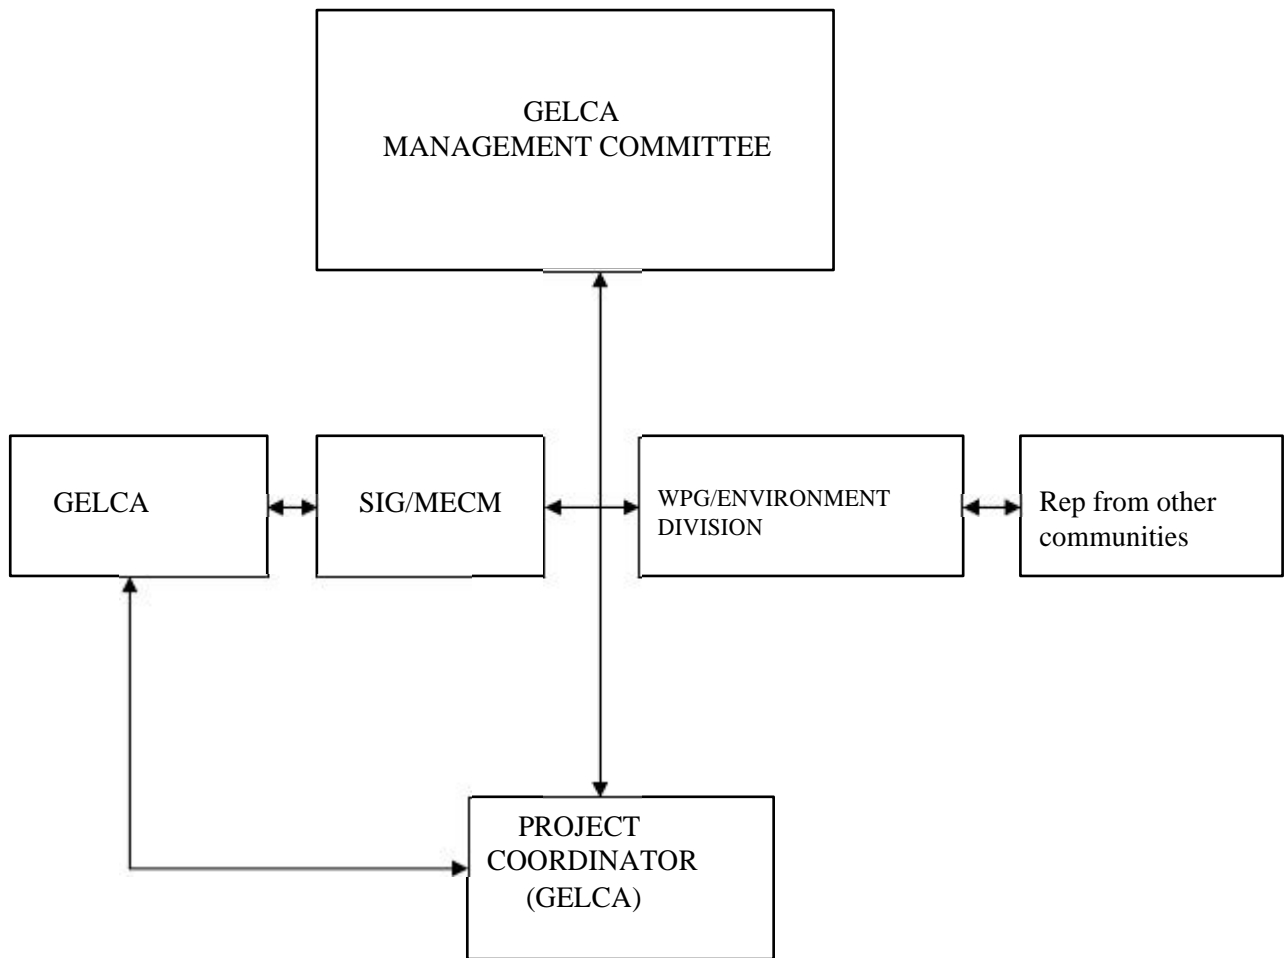 GELCA
MANAGEMENT COMMITTEE
GELCA
SIG/MECM
WPG/ENVIRONMENT
DIVISION
Rep from other
communities
PROJECT
COORDINATOR
(GELCA)